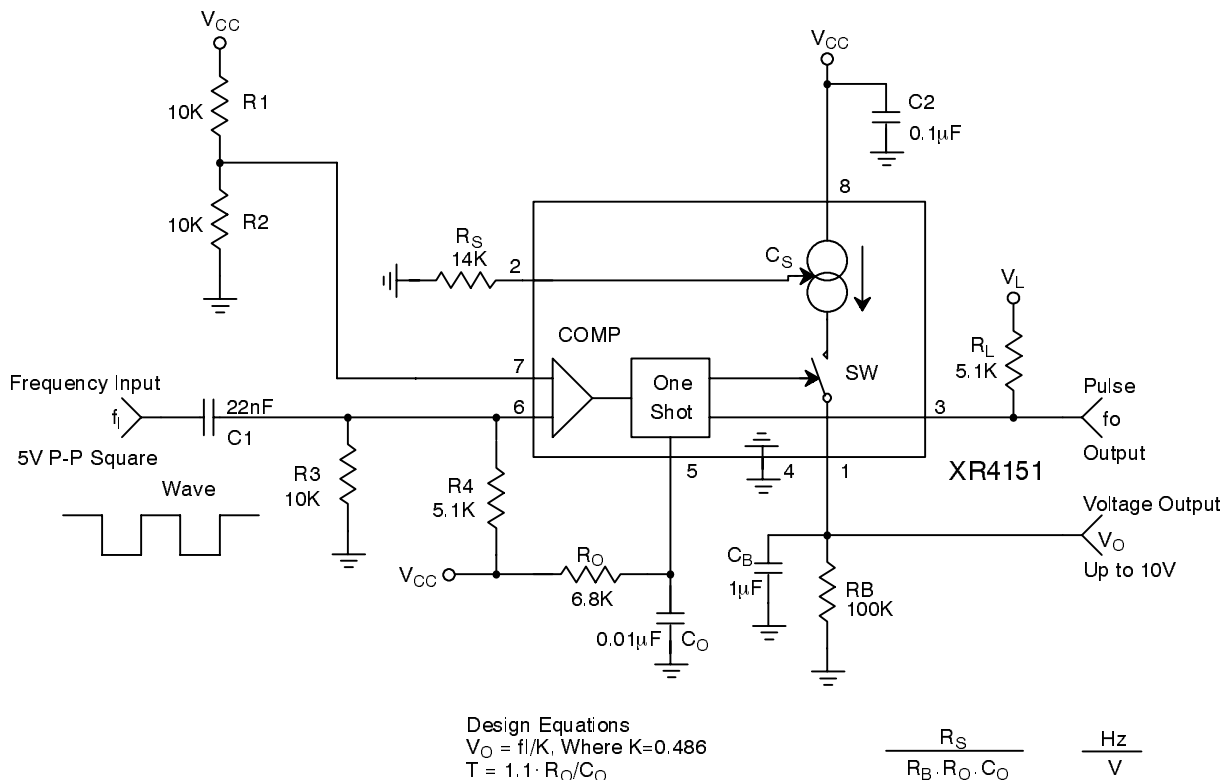 VCC
10K
R1
10K
R2
VCC
C2
0.1μF
8
RS
14K
2
CS
VL
RL
5.1K
COMP
7
One
Shot
SW
Frequency Input
fI
22nF
C1
6
3
Pulse
fo
Output
5V P-P Square
Wave
R3
10K
R4
5.1K
5
4
1
XR4151
VCC
RO
6.8K
CB
1μF
RB
100K
Voltage Output
VO
Up to 10V
0.01μF
CO
Design Equations
VO = fI/K, Where K=0.486
RS
RB.RO.CO
Hz
V
T = 1.1· RO/CO